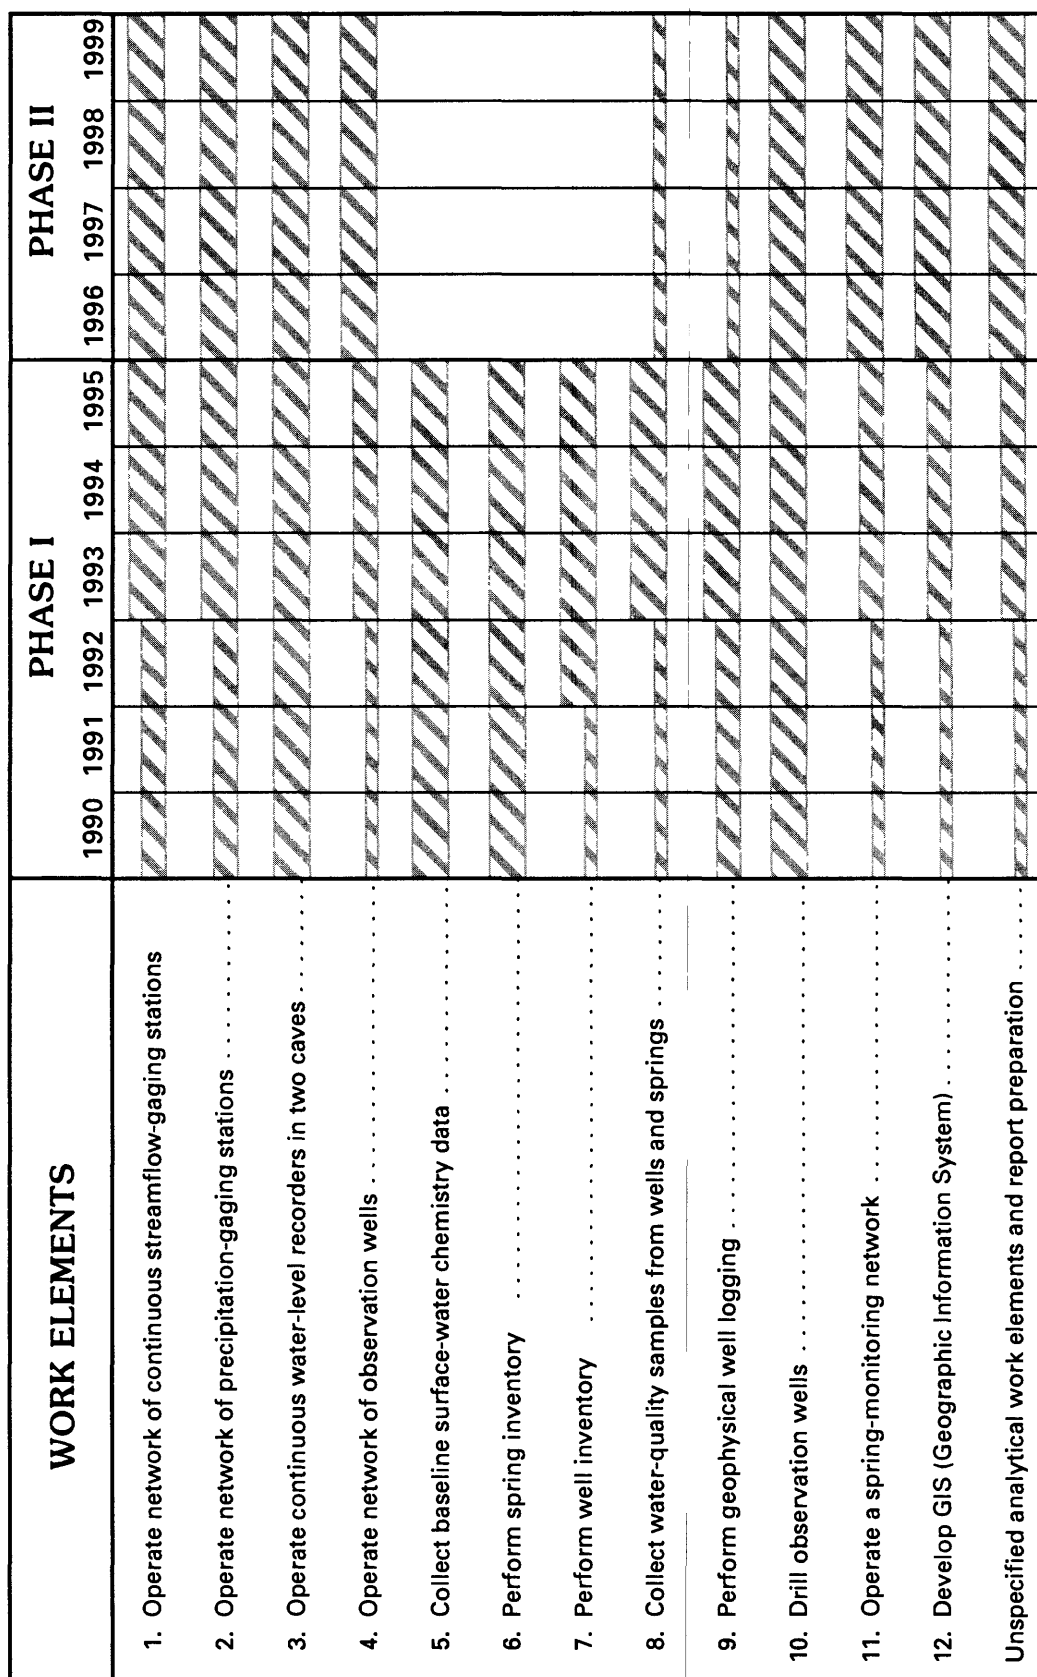 WORK ELEMENTS
PHASE I
PHASE II
1990 1991 1992 1993 1994 1995 1996 1997 1998 1999
1. Operate network of continuous streamflow-gaging stations
2. Operate network of precipitation-gaging stations . . . . . . . . . .
3. Operate continuous water-level recorders in two caves . . . . . . .
4. Operate network of observation wells . . . . . . . . . . . . . . . . . . . .
5. Collect baseline surface-water chemistry data . . . . . . . . . . . . .
6. Perform spring inventory . . . . . . . . . . . . . . . . . . . . . . . .
7. Perform well inventory . . . . . . . . . . . . . . . . . . . . . . . . . .
8. Collect water-quality samples from wells and springs . . . . . . . .
9. Perform geophysical well logging . . . . . . . . . . . . . . . . . . . . . .
10. Drill observation wells . . . . . . . . . . . . . . . . . . . . . . . . . . . .
11. Operate a spring-monitoring network . . . . . . . . . . . . . . . . . .
12. Develop GIS (Geographic Information System) . . . . . . . . . . . .
Unspecified analytical work elements and report preparation . . . . .